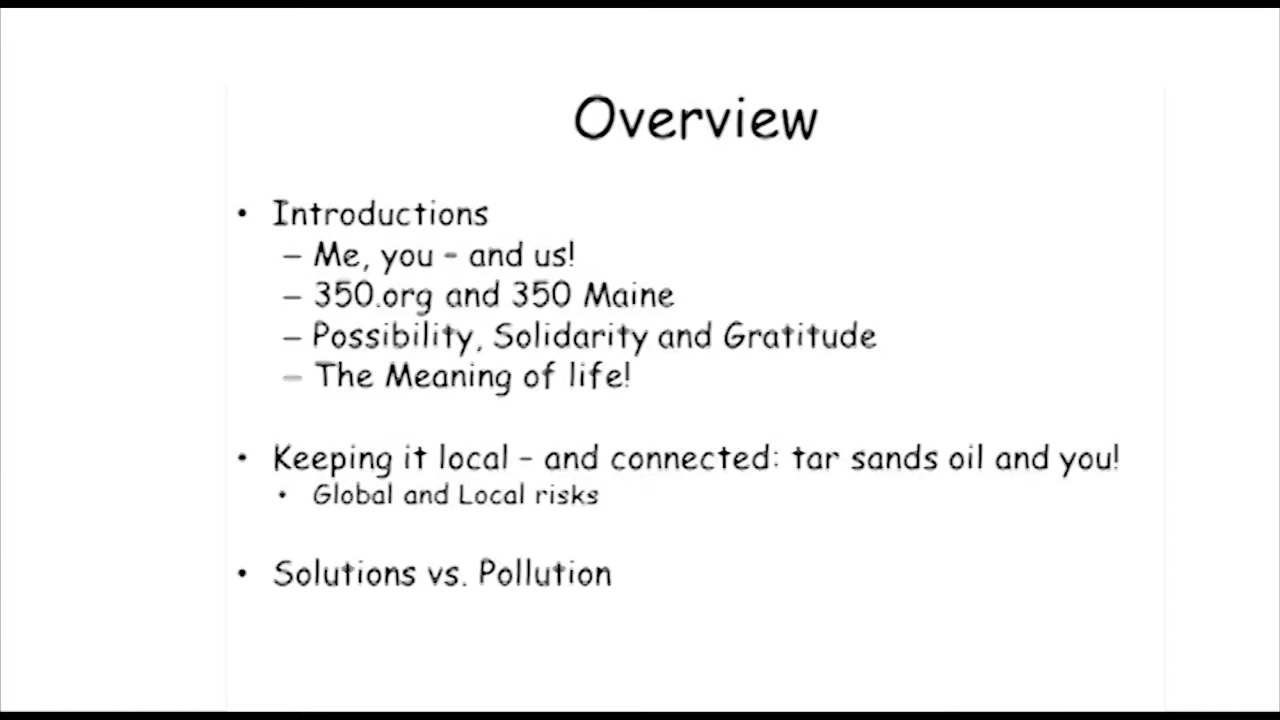 Overview
• Introductions
– Me, you – and us!
– 350.org and 350 Maine
– Possibility, Solidarity and Gratitude
– The Meaning of life!
• Keeping it local – and connected: tar sands oil and you!
• Global and Local risks
• Solutions vs. Pollution